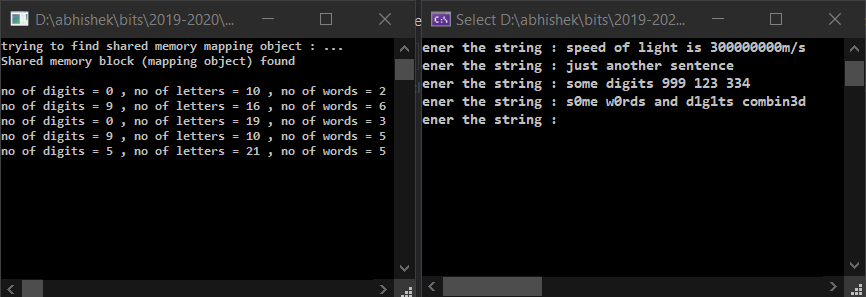 D:\abhishek\bits\2019-2020\...
trying to find shared memory mapping object : ...
Shared memory block (mapping object) found
no of digits = 0 , no of letters = 10 , no of words = 2
no of digits = 9 , no of letters = 16 , no of words = 6
no of digits = 0 , no of letters = 19 , no of words = 3
no of digits = 9 , no of letters = 10 , no of words = 5
no of digits = 5 , no of letters = 21 , no of words = 5
Select D:\abhishek\bits\2019-202...
ener the string : speed of light is 300000000m/s
ener the string : just another sentence
ener the string : some digits 999 123 334
ener the string : s0me w0rds and d1g1ts combin3d
ener the string :